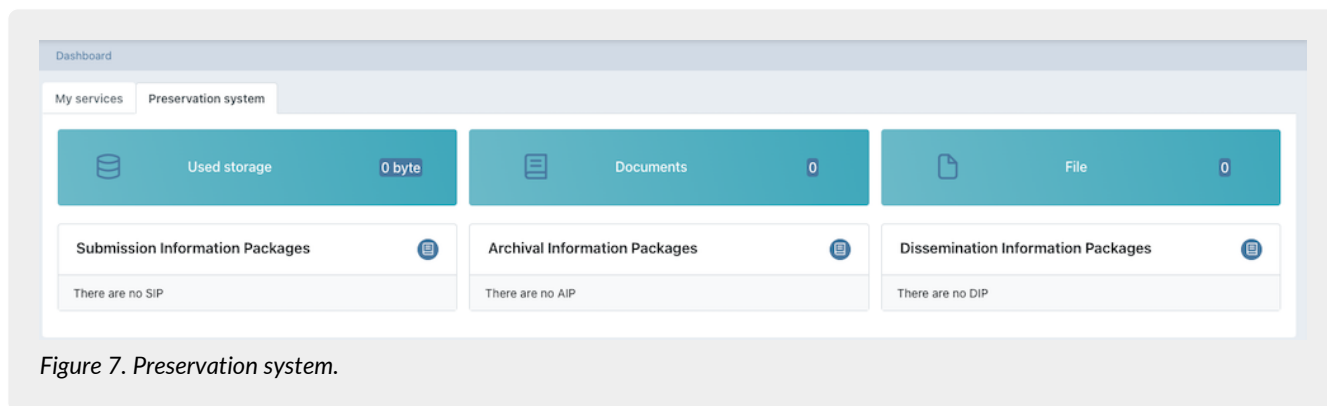 Dashboard
My services Preservation system
Used storage 0 byte Documents 0 File 0
Submission Information Packages Archival Information Packages Dissemination Information Packages
There are no SIP There are no AIP There are no DIP
Figure 7. Preservation system.